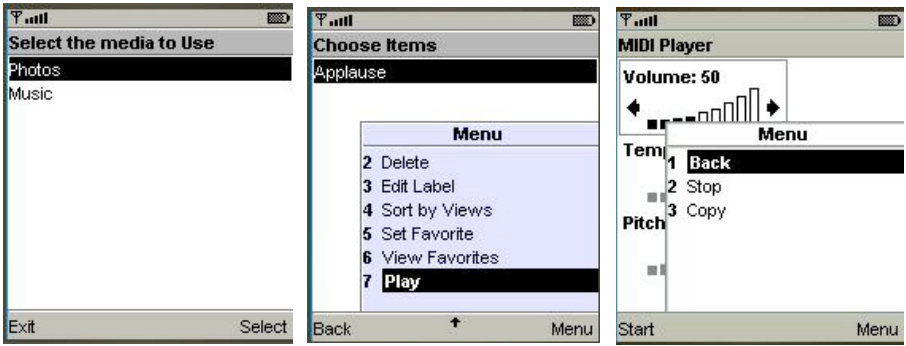 Select the media to Use
Photos
Music
Exit Select
Choose Items
Applause
Menu
2 Delete
3 Edit Label
4 Sort by Views
5 Set Favorite
6 View Favorites
7 Play
Back Menu
MIDI Player
Volume: 50
Menu
Tem
1 Back
2 Stop
3 Copy
Pitch
Start Menu